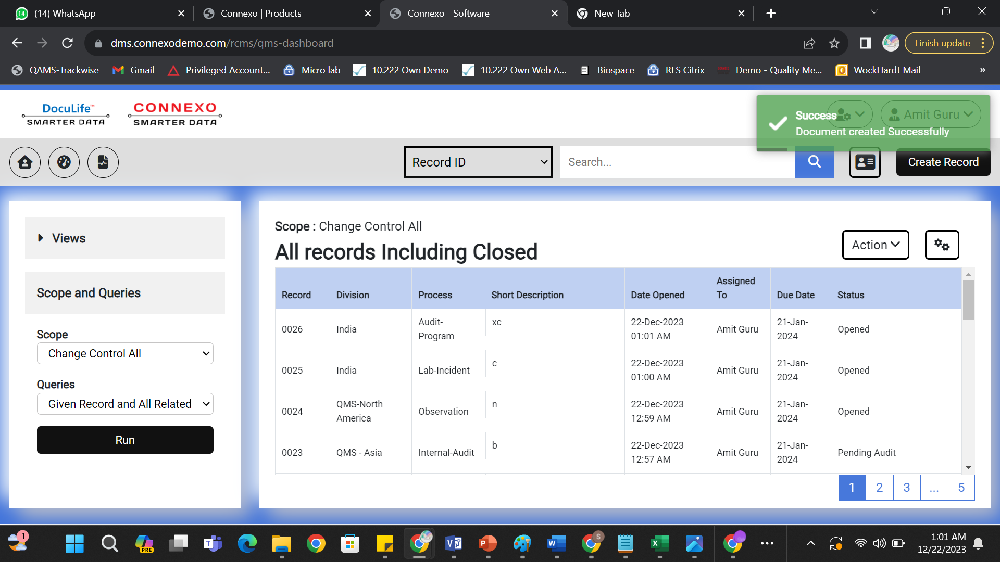 (14) WhatsApp
Connexo | Products
Connexo - Software
New Tab
dms.connexodemo.com/rcms/qms-dashboard
Finish update
QAMS-Trackwise
Gmail
Privileged Account...
Micro lab
10.222 Own Demo
10.222 Own Web A...
Biospace
RLS Citrix
Demo - Quality Me...
WockHardt Mail
»
DocuLife™
SMARTER DATA
CONNEXO
SMARTER DATA
Success
Amit Guru
Document created Successfully
Record ID
Search...
Create Record
Views
Scope and Queries
Scope
Change Control All
Queries
Given Record and All Related
Run
Scope : Change Control All
All records Including Closed
Action
Record Division Process Short Description Date Opened Assigned To Due Date Status
0026 India Audit-Program xc 22-Dec-2023 01:01 AM Amit Guru 21-Jan-2024 Opened
0025 India Lab-Incident c 22-Dec-2023 01:00 AM Amit Guru 21-Jan-2024 Opened
0024 QMS-North America Observation n 22-Dec-2023 12:59 AM Amit Guru 21-Jan-2024 Opened
0023 QMS - Asia Internal-Audit b 22-Dec-2023 12:57 AM Amit Guru 21-Jan-2024 Pending Audit
1 2 3 ... 5
1
PRE
S
1:01 AM
12/22/2023